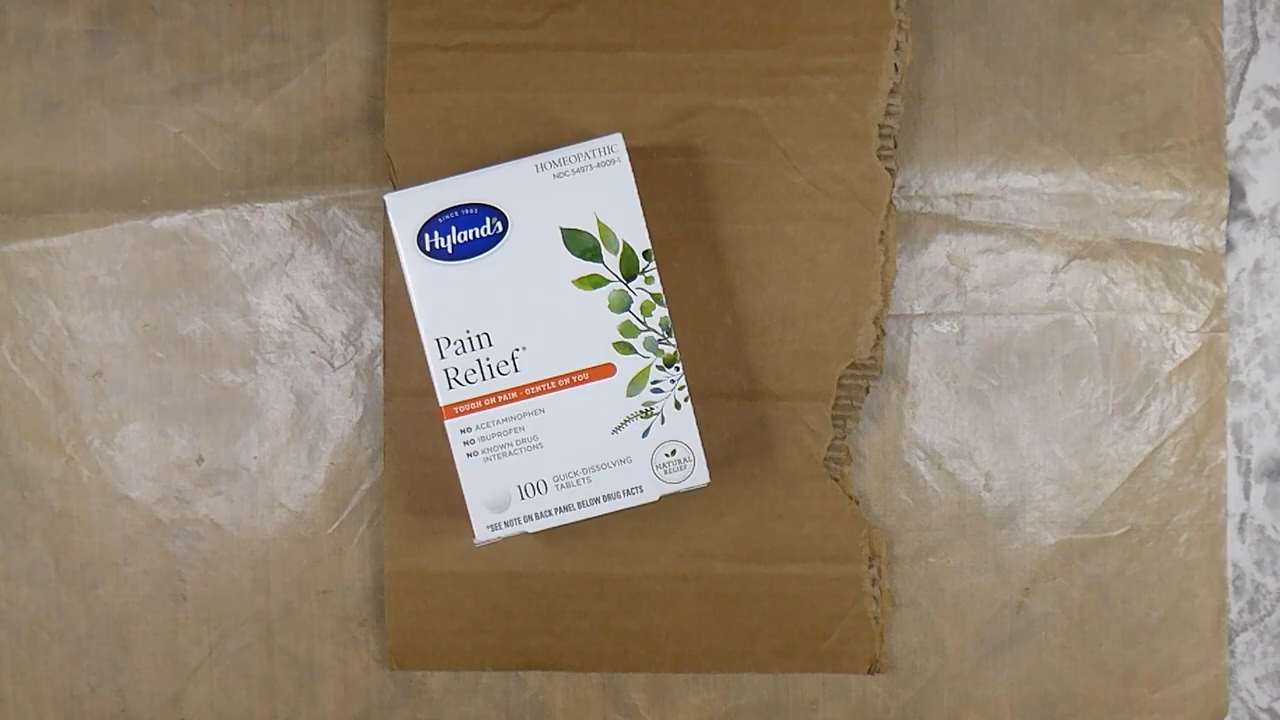 HOMEOPATHIC
NDC 54973-4009-1
SINCE 1903
Hyland's
Pain
Relief*
TOUGH ON PAIN - GENTLE ON YOU
NO ACETAMINOPHEN
NO IBUPROFEN
NO KNOWN DRUG
INTERACTIONS
100 QUICK-DISSOLVING
TABLETS
NATURAL
RELIEF
*SEE NOTE ON BACK PANEL BELOW DRUG FACTS